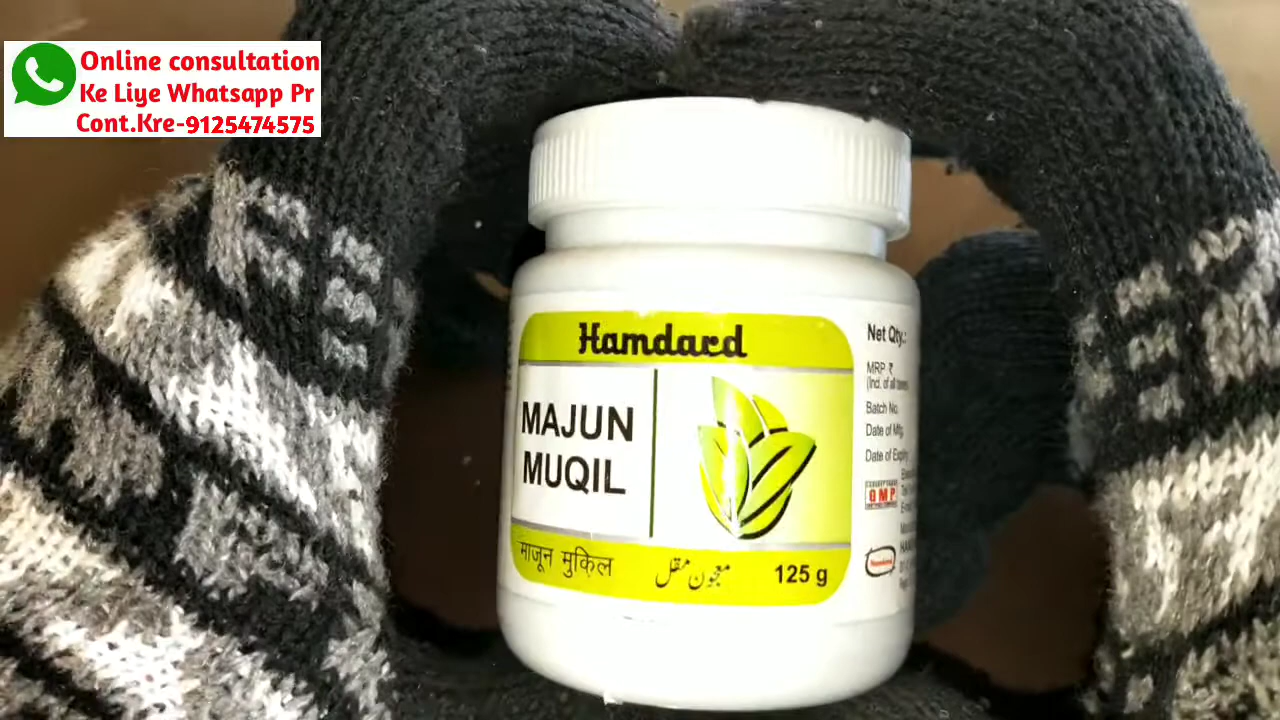 Online consultation
Ke Liye Whatsapp Pr
Cont.Kre-9125474575
Hamdard
MAJUN
MUQIL
माजून मुक़िल
معجون مقل
125 g
Net Qty.:
MRP ₹
(Incl. of all taxes
Batch No.
Date of Mfg.
Date of Expiry
GMP